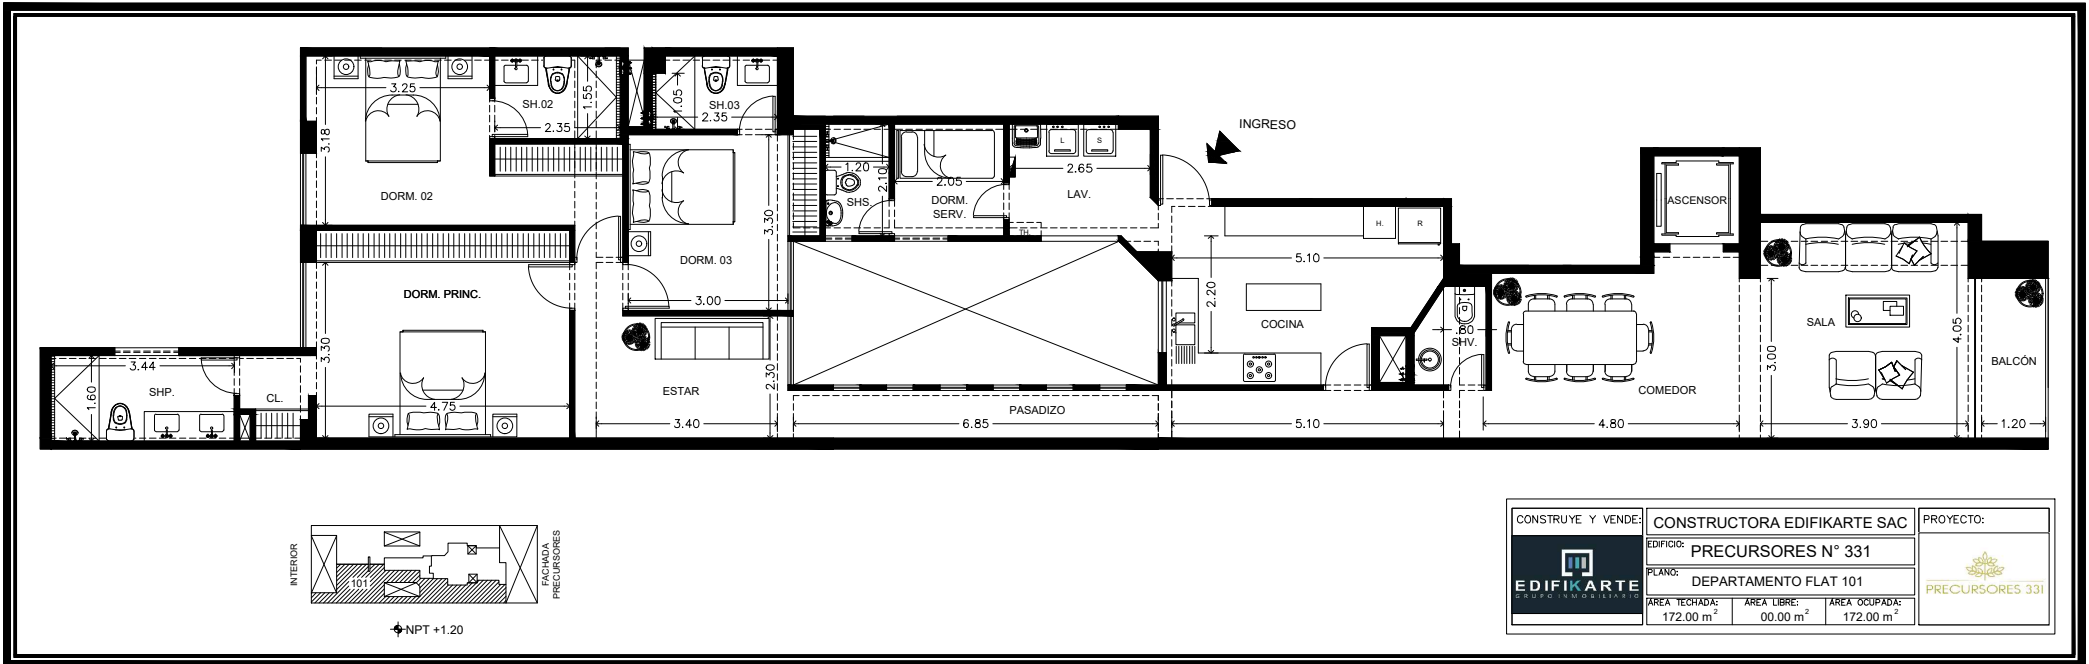 3.25
SH.02
2.35
1.55
1.05
SH.03
2.35
3.18
DORM. 02
INGRESO
1.20
2.10
SHS.
2.05
DORM.
SERV.
L
S
2.65
LAV.
TH.
3.30
DORM. 03
3.00
ASCENSOR
H.
R
5.10
2.20
COCINA
.80
SHV.
DORM. PRINC.
3.30
4.75
3.44
1.60
SHP.
CL.
ESTAR
2.30
3.40
PASADIZO
6.85
5.10
COMEDOR
4.80
SALA
3.00
4.05
3.90
BALCÓN
1.20
INTERIOR
101
FACHADA
PRECURSORES
NPT +1.20
CONSTRUYE Y VENDE:
EDIFIKARTE
GRUPO INMOBILIARIO
CONSTRUCTORA EDIFIKARTE SAC
EDIFICIO: PRECURSORES N° 331
PLANO: DEPARTAMENTO FLAT 101
AREA TECHADA: 172.00 m²
AREA LIBRE: 00.00 m²
AREA OCUPADA: 172.00 m²
PROYECTO:
PRECURSORES 331